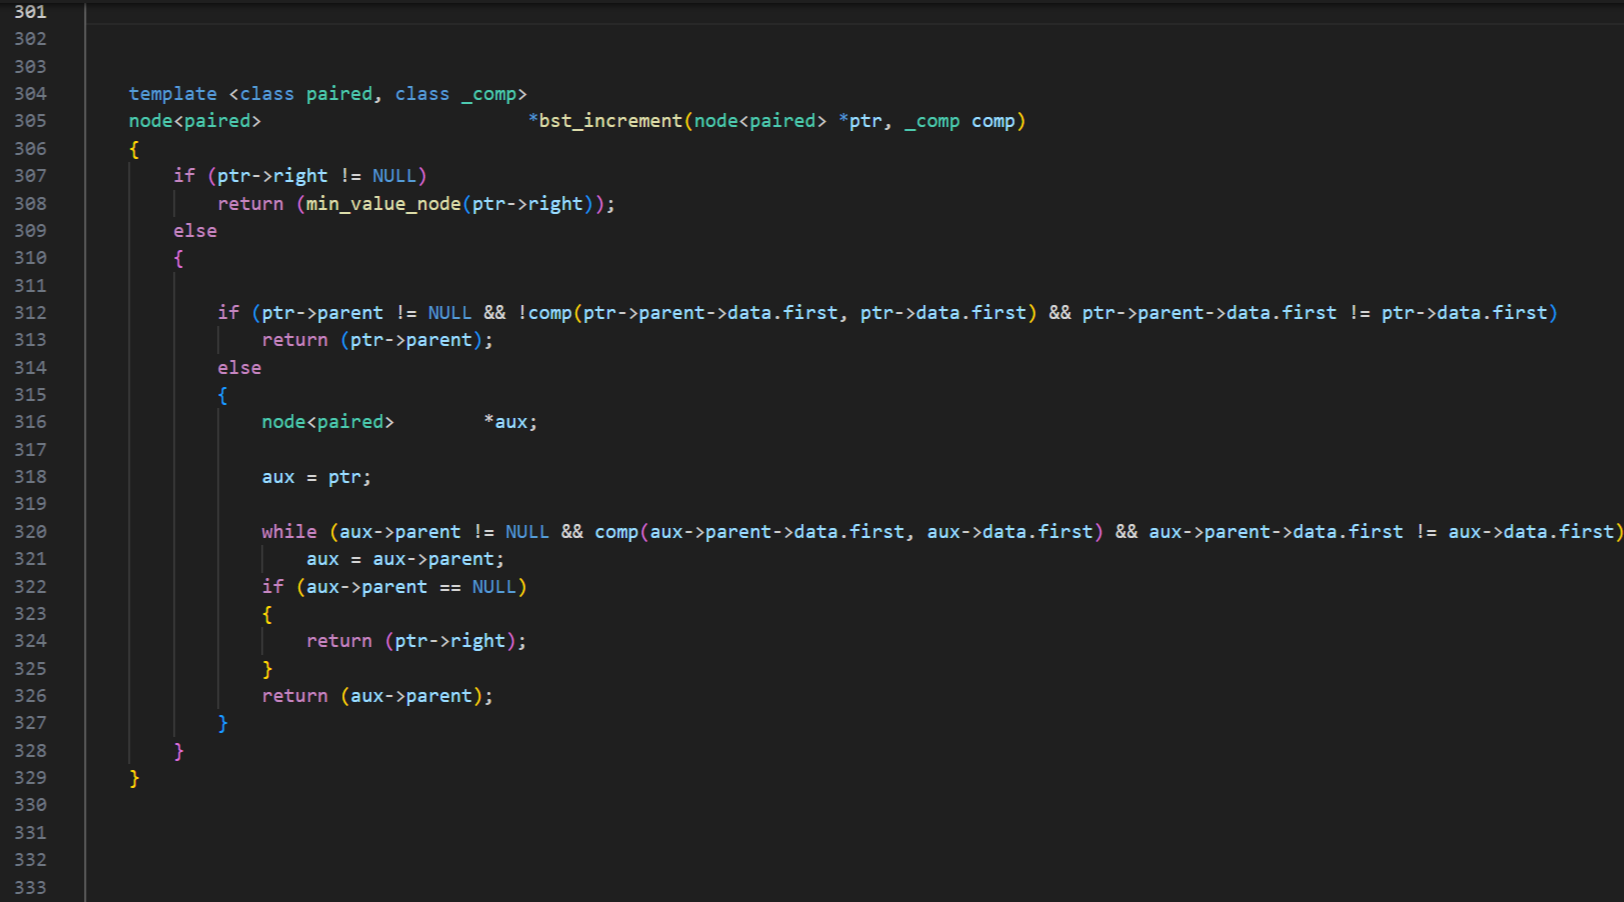 301
302
303
304 template <class paired, class _comp>
305 node<paired> *bst_increment(node<paired> *ptr, _comp comp)
306 {
307 if (ptr->right != NULL)
308 return (min_value_node(ptr->right));
309 else
310 {
311
312 if (ptr->parent != NULL && !comp(ptr->parent->data.first, ptr->data.first) && ptr->parent->data.first != ptr->data.first)
313 return (ptr->parent);
314 else
315 {
316 node<paired> *aux;
317
318 aux = ptr;
319
320 while (aux->parent != NULL && comp(aux->parent->data.first, aux->data.first) && aux->parent->data.first != aux->data.first)
321 aux = aux->parent;
322 if (aux->parent == NULL)
323 {
324 return (ptr->right);
325 }
326 return (aux->parent);
327 }
328 }
329 }
330
331
332
333